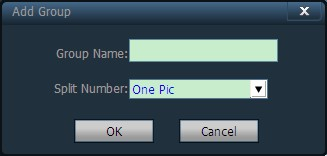 Add Group
x
Group Name:
Split Number: One Pic
OK Cancel